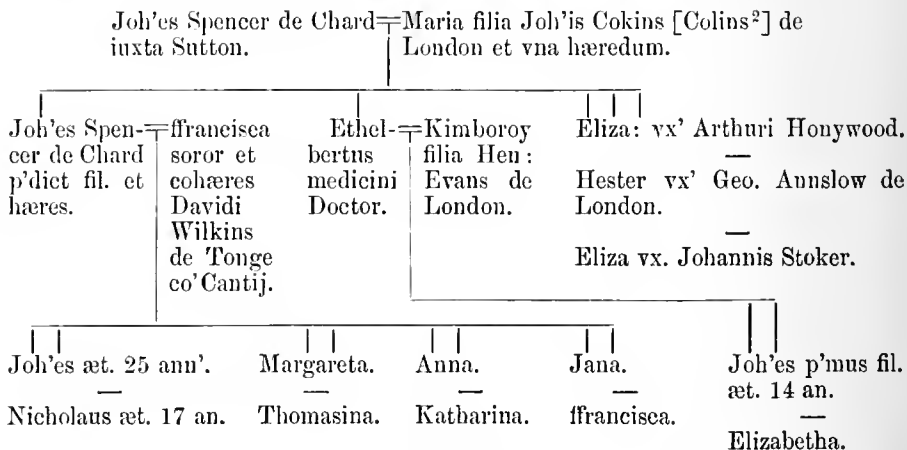 Joh'es Spencer de Chard
iuxta Sutton.
Maria filia Joh'is Cokins [Colins²] de
London et vna hæredum.
Joh'es Spen-
cer de Chard
p'dict fil. et
hæres.
ffrancisca
soror et
cohæres
Davidi
Wilkins
de Tonge
co' Cantij.
Ethel-
bertus
medicini
Doctor.
Kimboroy
filia Hen:
Evans de
London.
Eliza: vx' Arthuri Honywood.
Hester vx' Geo. Annslow de
London.
Eliza vx. Johannis Stoker.
Joh'es æt. 25 ann'.
Nicholaus æt. 17 an.
Margareta.
Thomasina.
Anna.
Katharina.
Jana.
ffrancisca.
Joh'es p'mus fil.
æt. 14 an.
Elizabetha.